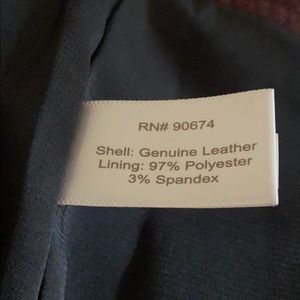 RN# 90674
Shell: Genuine Leather
Lining: 97% Polyester
3% Spandex